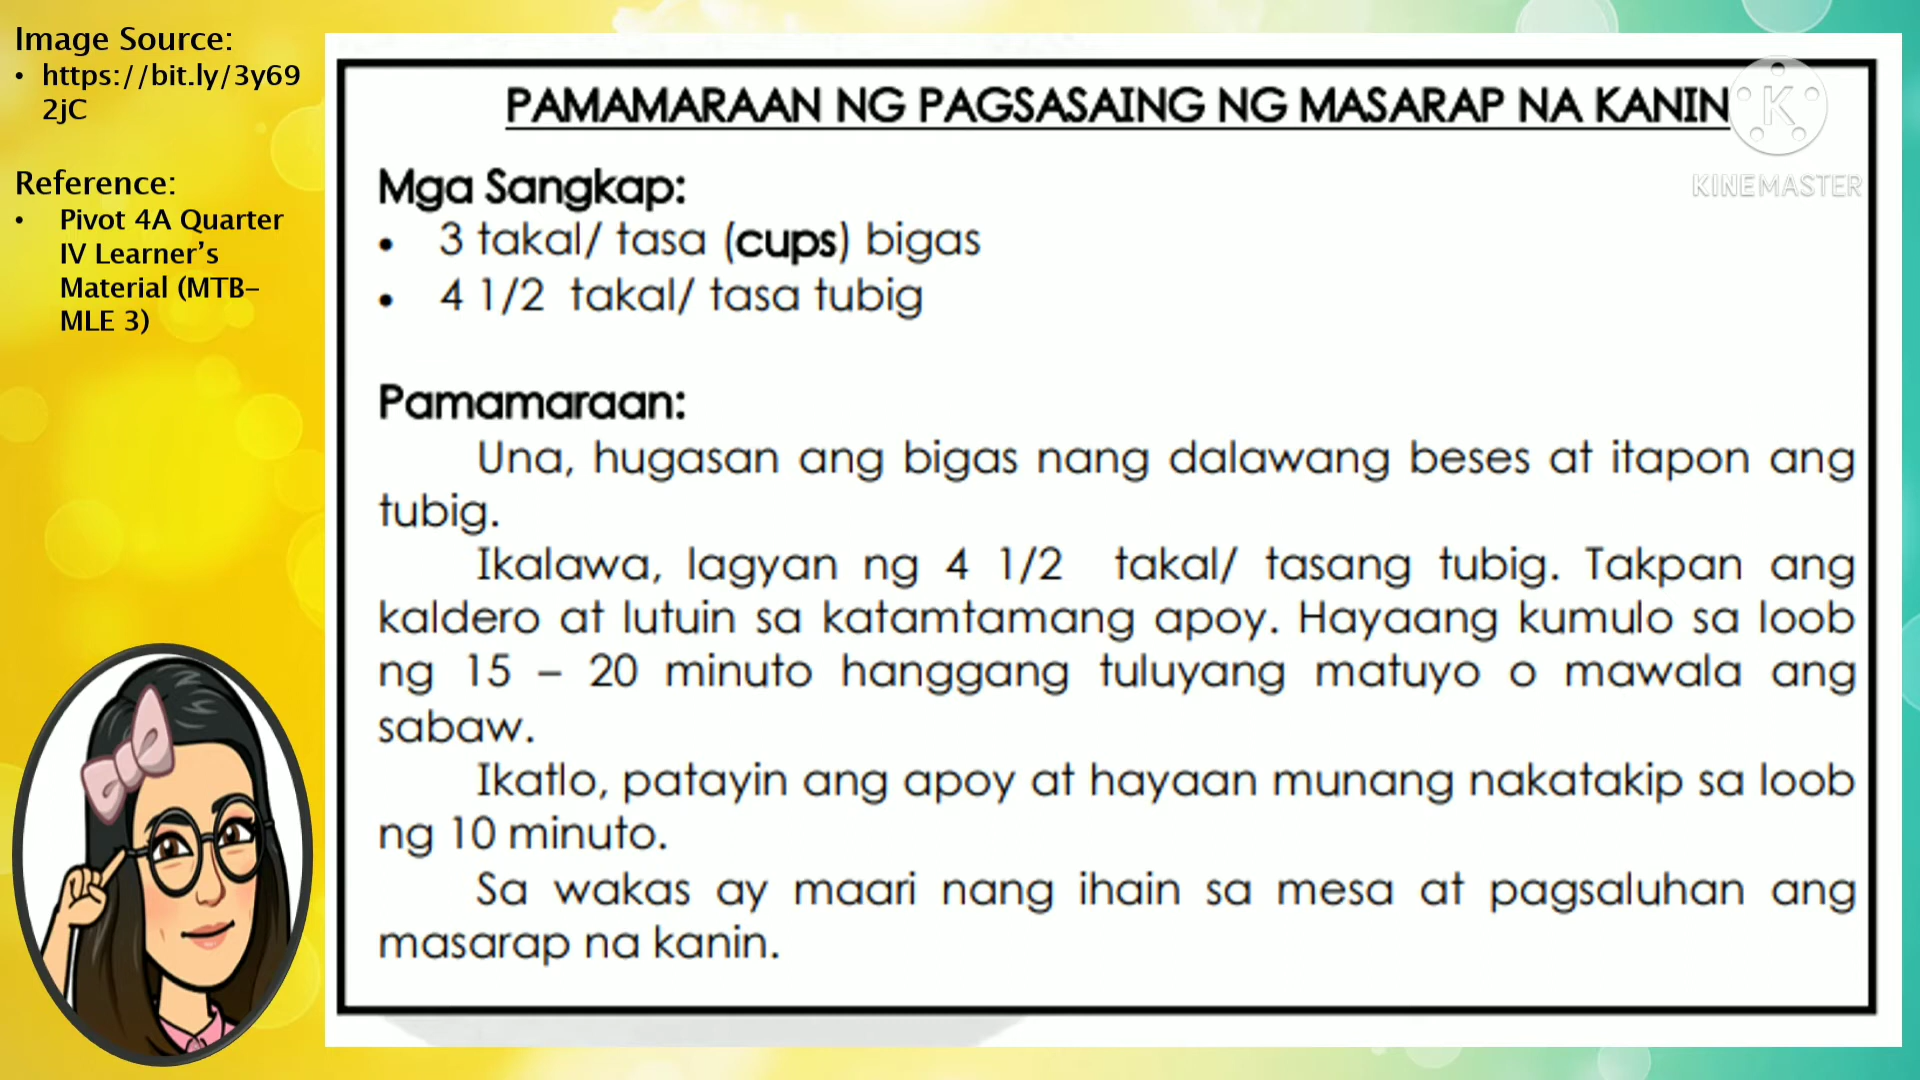 Image Source:
• https://bit.ly/3y69
2jC
Reference:
• Pivot 4A Quarter
IV Learner’s
Material (MTB–
MLE 3)
PAMAMARAAN NG PAGSASAING NG MASARAP NA KANIN
K
KINEMASTER
Mga Sangkap:
• 3 takal/ tasa (cups) bigas
• 4 1/2 takal/ tasa tubig
Pamamaraan:
Una, hugasan ang bigas nang dalawang beses at itapon ang
tubig.
Ikalawa, lagyan ng 4 1/2 takal/ tasang tubig. Takpan ang
kaldero at lutuin sa katamtamang apoy. Hayaang kumulo sa loob
ng 15 – 20 minuto hanggang tuluyang matuyo o mawala ang
sabaw.
Ikatlo, patayin ang apoy at hayaan munang nakatakip sa loob
ng 10 minuto.
Sa wakas ay maari nang ihain sa mesa at pagsaluhan ang
masarap na kanin.